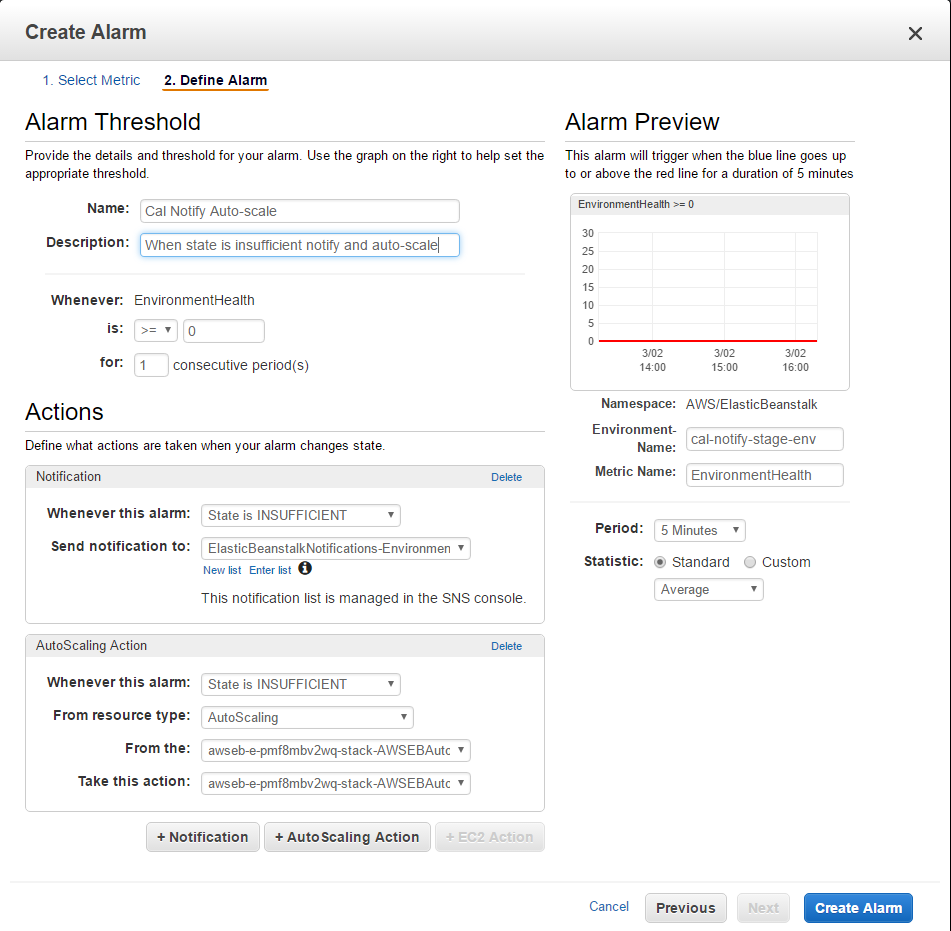 Create Alarm
1. Select Metric 2. Define Alarm
Alarm Threshold
Provide the details and threshold for your alarm. Use the graph on the right to help set the
appropriate threshold.
Name: Cal Notify Auto-scale
Description: When state is insufficient notify and auto-scale
Whenever: EnvironmentHealth
is: >= 0
for: 1 consecutive period(s)
Actions
Define what actions are taken when your alarm changes state.
Notification Delete
Whenever this alarm: State is INSUFFICIENT
Send notification to: ElasticBeanstalkNotifications-Environmen
New list Enter list
This notification list is managed in the SNS console.
AutoScaling Action Delete
Whenever this alarm: State is INSUFFICIENT
From resource type: AutoScaling
From the: awseb-e-pmf8mbv2wq-stack-AWSEBAutc
Take this action: awseb-e-pmf8mbv2wq-stack-AWSEBAutc
+ Notification + AutoScaling Action + EC2 Action
Alarm Preview
This alarm will trigger when the blue line goes up
to or above the red line for a duration of 5 minutes
EnvironmentHealth >= 0
30
25
20
15
10
5
0
3/02 3/02 3/02
14:00 15:00 16:00
Namespace: AWS/ElasticBeanstalk
Environment-
Name: cal-notify-stage-env
Metric Name: EnvironmentHealth
Period: 5 Minutes
Statistic: Standard Custom
Average
Cancel Previous Next Create Alarm